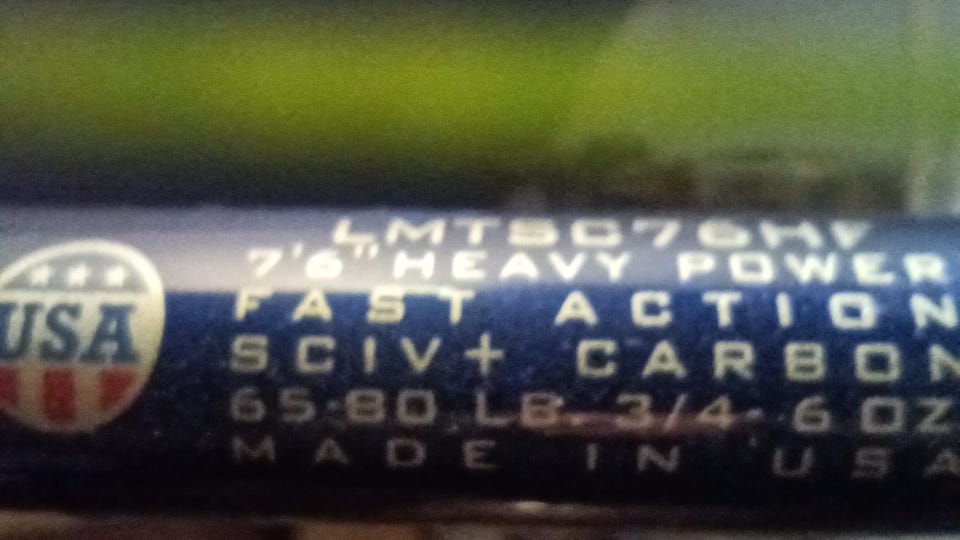 USA
LMTSC76HF
7'6" HEAVY POWER
FAST ACTION
SCIV+ CARBON
65-80 LB. 3/4- 6 OZ
MADE IN USA